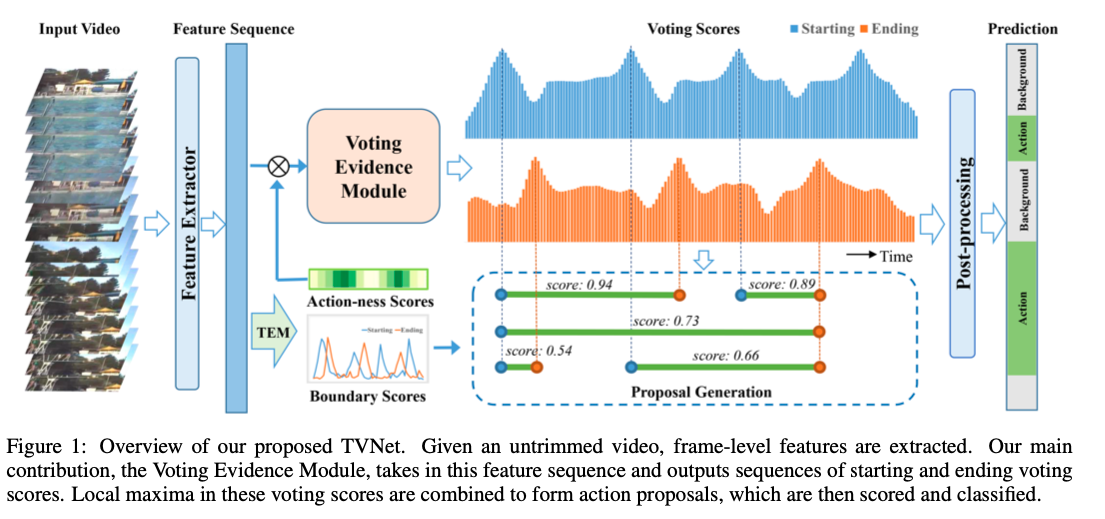 Input Video
Feature Sequence
Voting Scores
Starting
Ending
Prediction
Feature Extractor
Voting
Evidence
Module
Action-ness Scores
TEM
Starting
Ending
Boundary Scores
Time
score: 0.94
score: 0.89
score: 0.73
score: 0.54
score: 0.66
Proposal Generation
Post-processing
Background
Action
Background
Action
Figure 1: Overview of our proposed TVNet. Given an untrimmed video, frame-level features are extracted. Our main
contribution, the Voting Evidence Module, takes in this feature sequence and outputs sequences of starting and ending voting
scores. Local maxima in these voting scores are combined to form action proposals, which are then scored and classified.